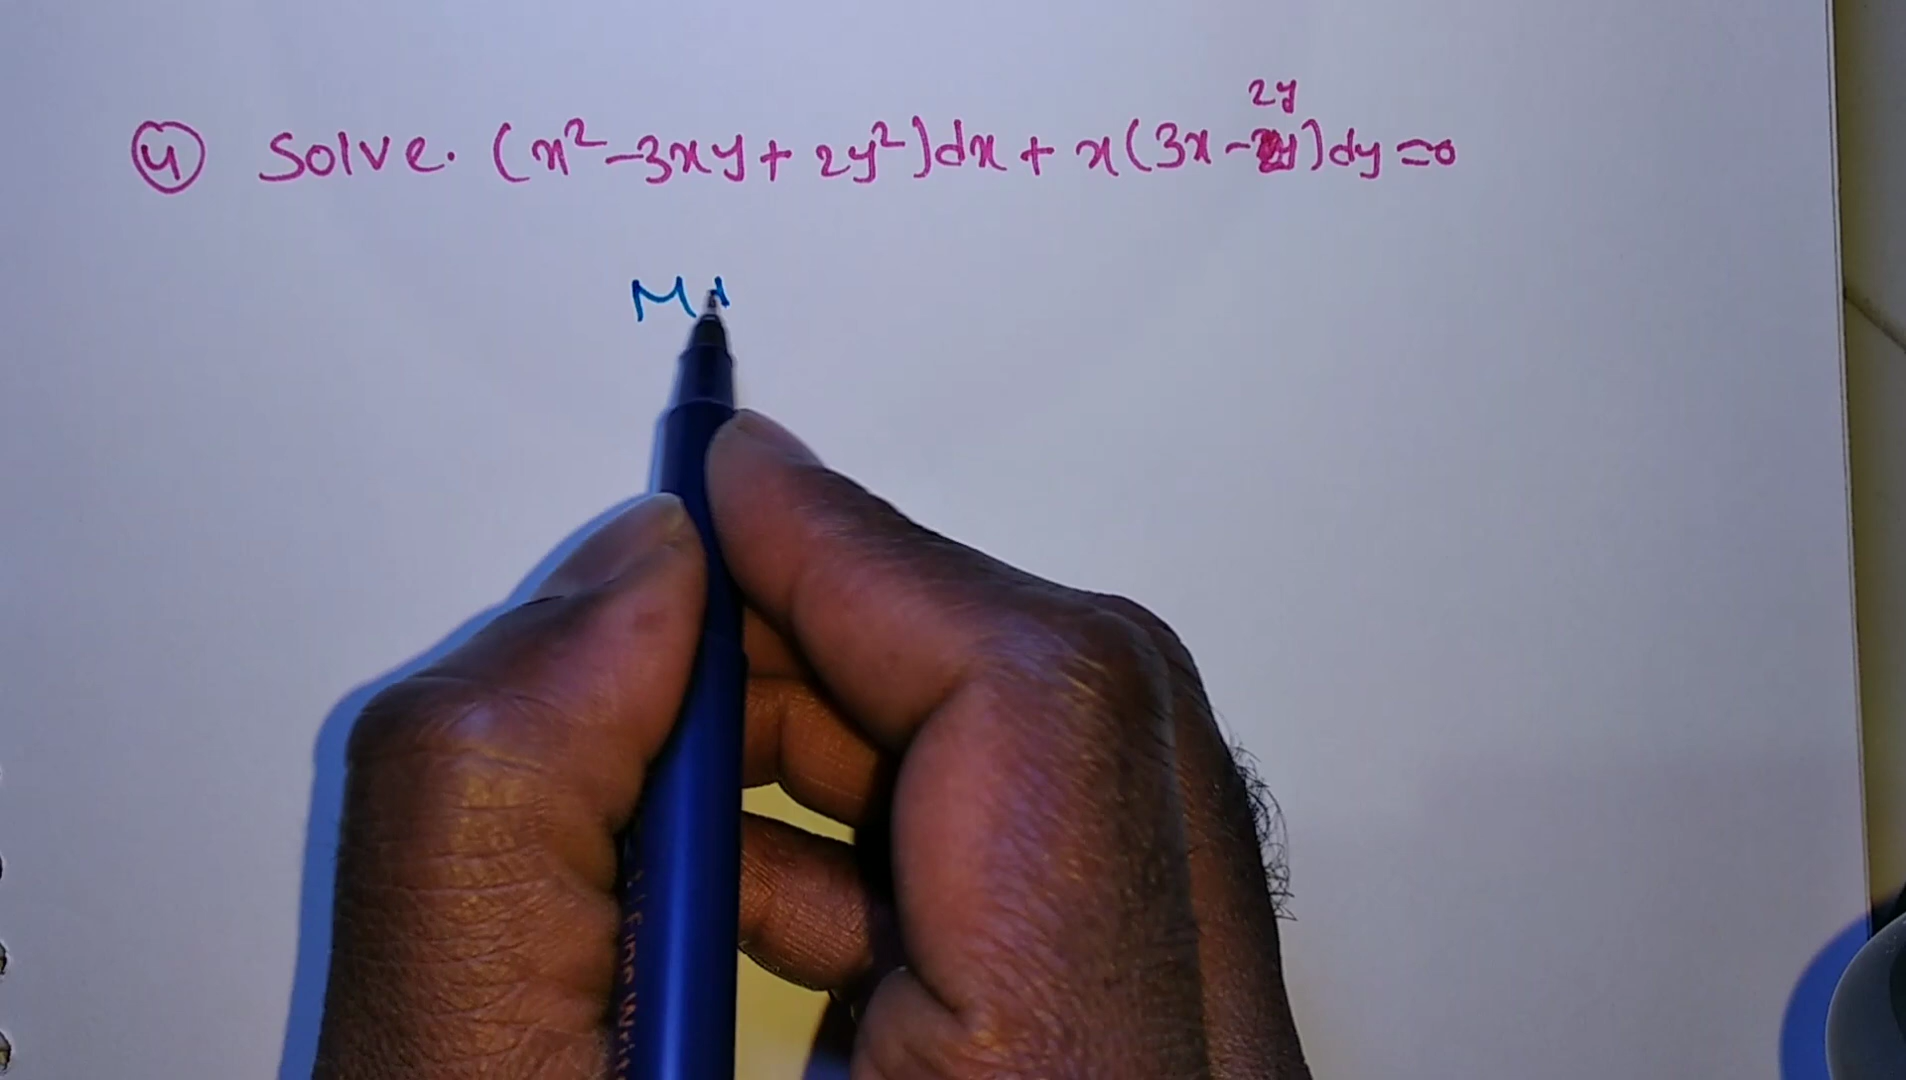 2y
④ Solve. (x²-3xy+2y²)dx+x(3x-2y)dy=0
M